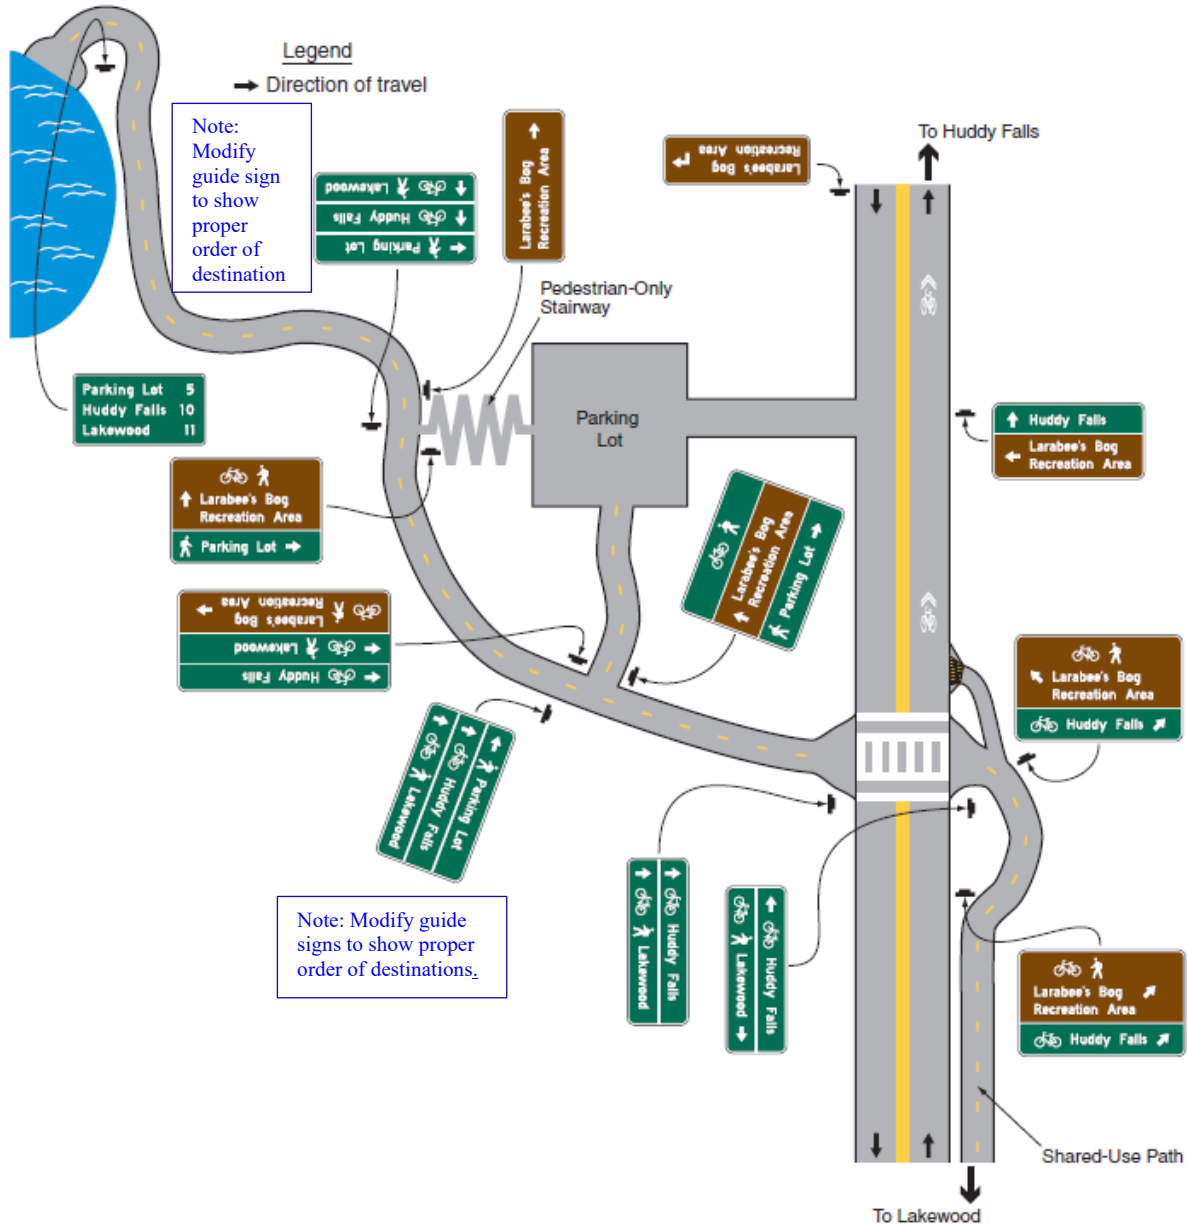 Legend
Direction of travel
Note:
Modify
guide sign
to show
proper
order of
destination
Lakewood
Huddy Falls
Parking Lot
Larabee's Bog
Recreation Area
Larabee's Bog
Recreation Area
To Huddy Falls
Pedestrian-Only
Stairway
Parking Lot 5
Huddy Falls 10
Lakewood 11
Parking
Lot
Huddy Falls
Larabee's Bog
Recreation Area
Larabee's Bog
Recreation Area
Parking Lot
Larabee's Bog
Recreation Area
Parking Lot
Larabee's Bog
Recreation Area
Lakewood
Huddy Falls
Larabee's Bog
Recreation Area
Huddy Falls
Parking Lot
Huddy Falls
Lakewood
Note: Modify guide
signs to show proper
order of destinations.
Huddy Falls
Lakewood
Huddy Falls
Lakewood
Larabee's Bog
Recreation Area
Huddy Falls
Shared-Use Path
To Lakewood